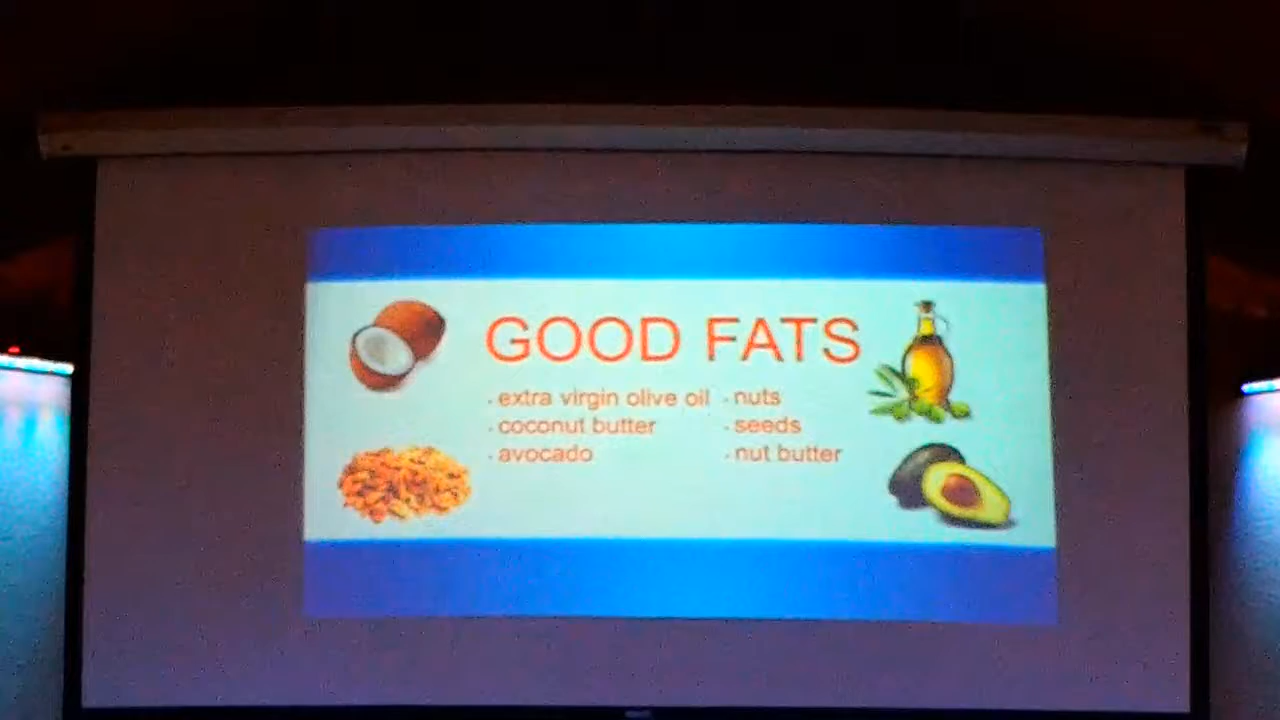 GOOD FATS
· extra virgin olive oil
· coconut butter
· avocado
· nuts
· seeds
· nut butter